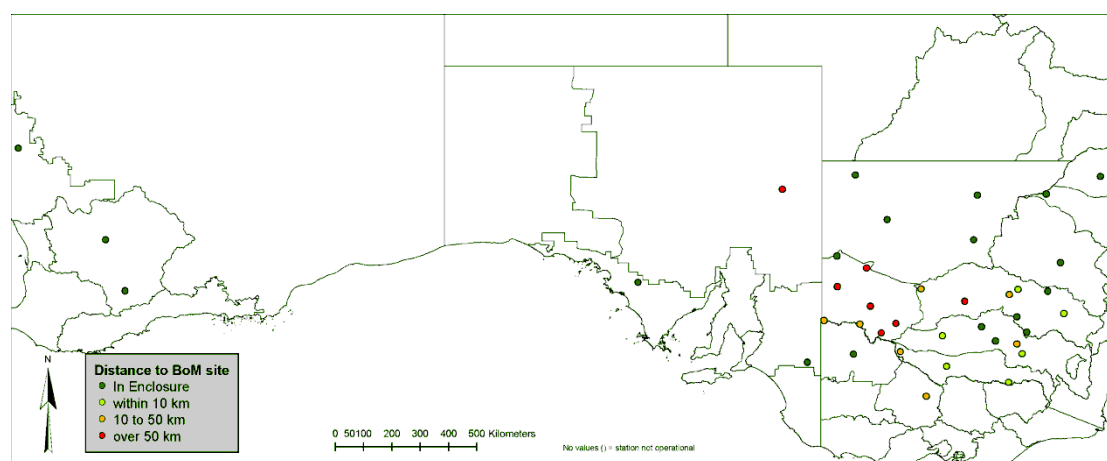 N
Distance to BoM site
In Enclosure
within 10 km
10 to 50 km
over 50 km
0 50100 200 300 400 500 Kilometers
No values () = station not operational